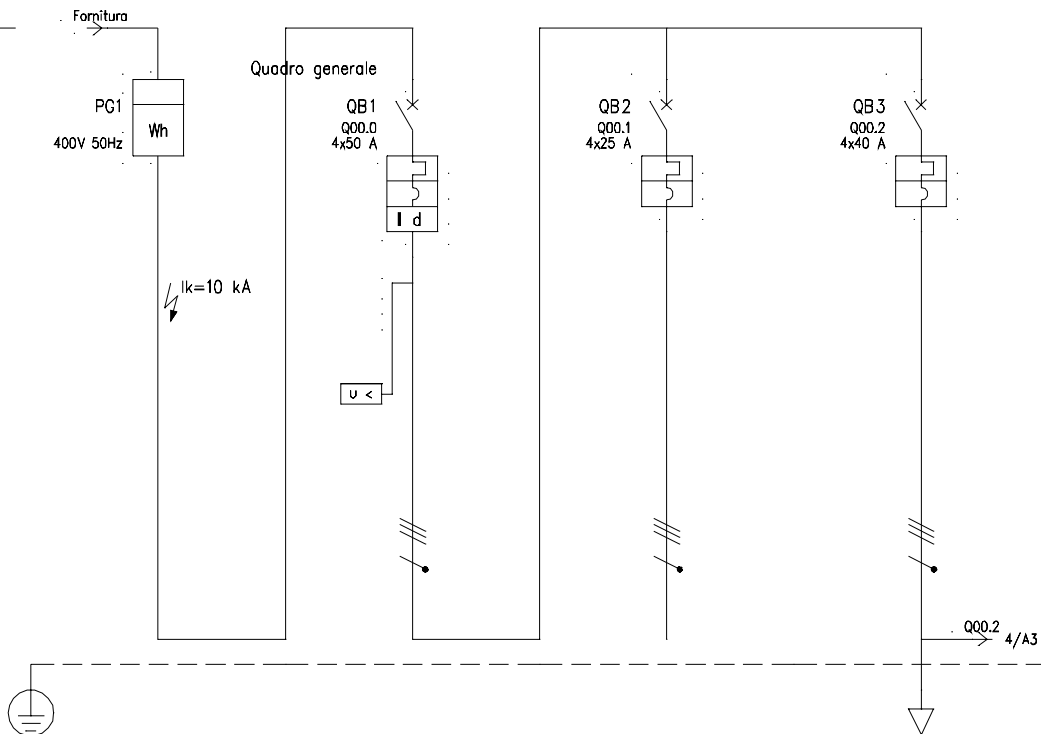 Fornitura
Quadro generale
PG1
Wh
400V 50Hz
QB1
Q00.0
4x50 A
I d
QB2
Q00.1
4x25 A
QB3
Q00.2
4x40 A
Ik=10 kA
U <
Q00.2
4/A3